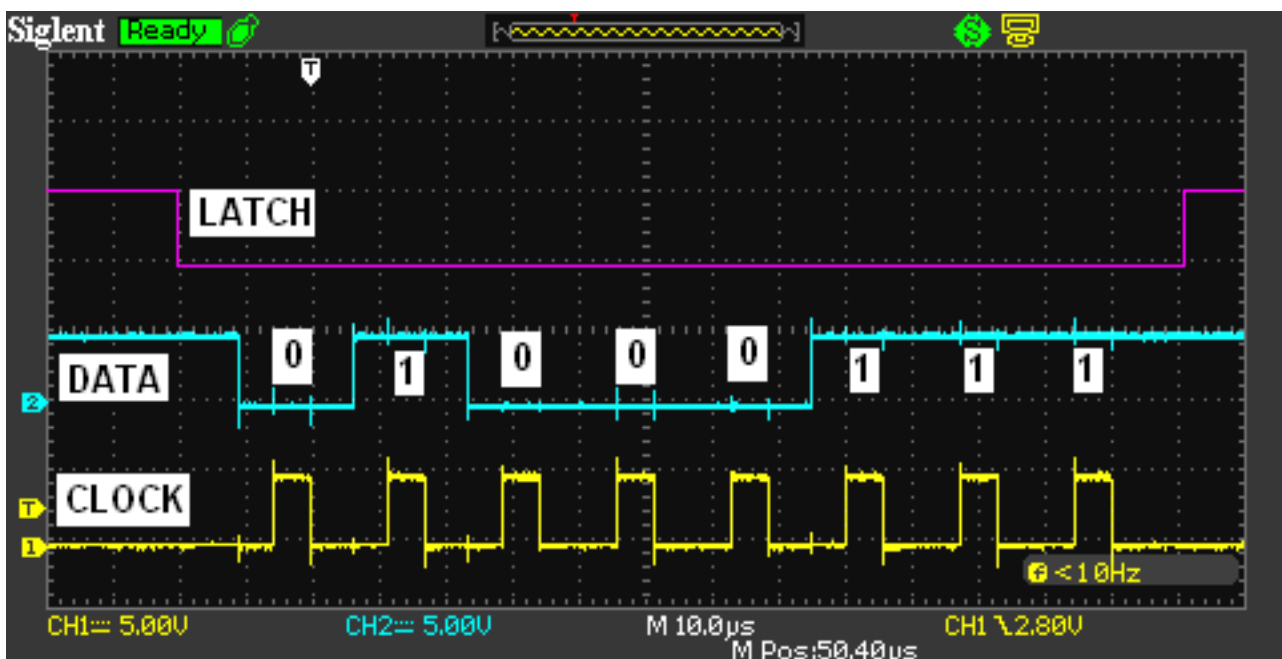 Siglent Ready
T
LATCH
0 1 0 0 0 1 1 1
DATA
2
CLOCK
T
1
f <10Hz
CH1 5.00V CH2 5.00V M 10.0µs CH1 2.80V
M Pos:50.40µs